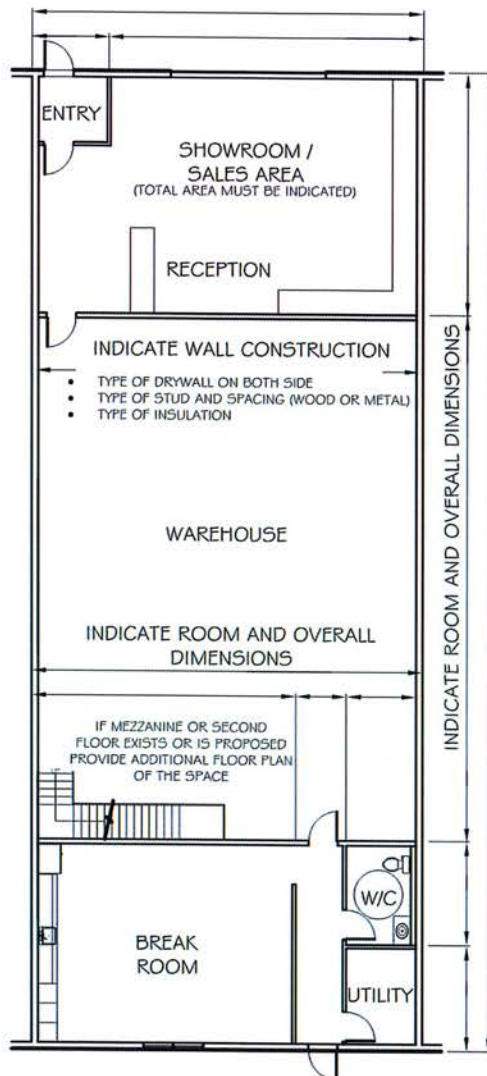 ENTRY
SHOWROOM /
SALES AREA
(TOTAL AREA MUST BE INDICATED)
RECEPTION
INDICATE WALL CONSTRUCTION
• TYPE OF DRYWALL ON BOTH SIDE
• TYPE OF STUD AND SPACING (WOOD OR METAL)
• TYPE OF INSULATION
WAREHOUSE
INDICATE ROOM AND OVERALL
DIMENSIONS
INDICATE ROOM AND OVERALL DIMENSIONS
IF MEZZANINE OR SECOND
FLOOR EXISTS OR IS PROPOSED
PROVIDE ADDITIONAL FLOOR PLAN
OF THE SPACE
W/C
BREAK
ROOM
UTILITY